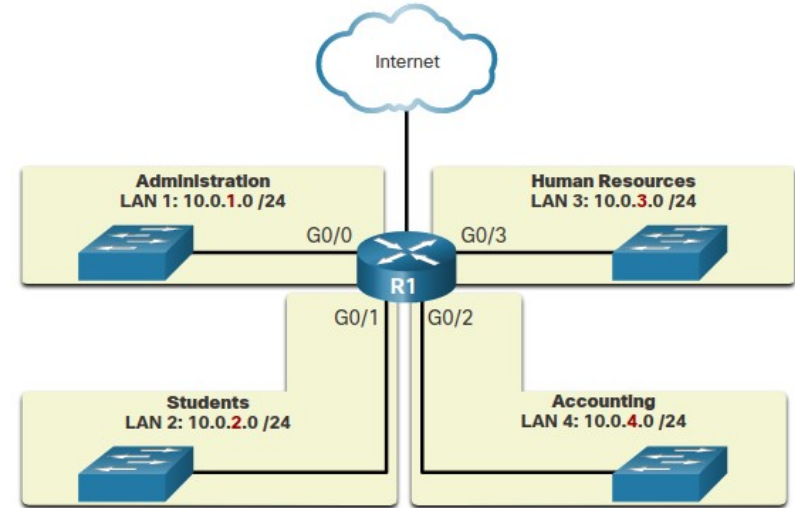 Internet
Administration
LAN 1: 10.0.1.0 /24
Human Resources
LAN 3: 10.0.3.0 /24
G0/0
G0/3
R1
G0/1
G0/2
Students
LAN 2: 10.0.2.0 /24
Accounting
LAN 4: 10.0.4.0 /24